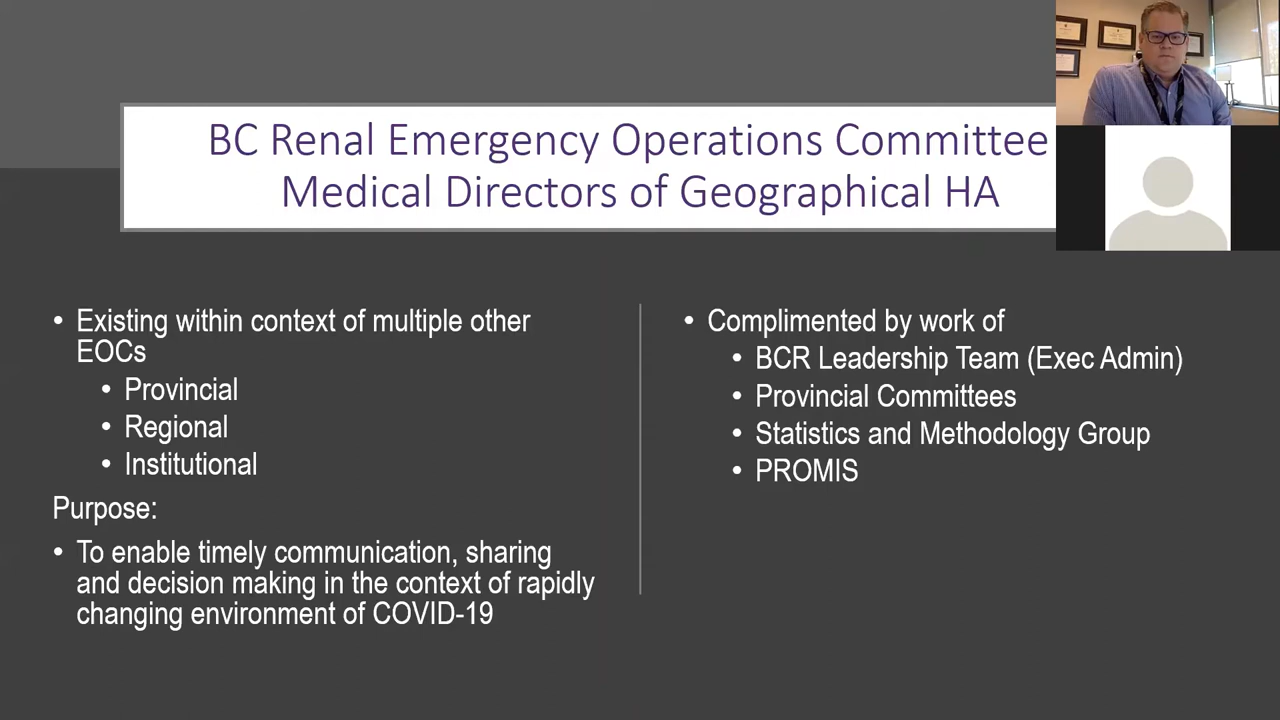 BC Renal Emergency Operations Committee
Medical Directors of Geographical HA
• Existing within context of multiple other
EOCs
• Provincial
• Regional
• Institutional
Purpose:
• To enable timely communication, sharing
and decision making in the context of rapidly
changing environment of COVID-19
• Complimented by work of
• BCR Leadership Team (Exec Admin)
• Provincial Committees
• Statistics and Methodology Group
• PROMIS